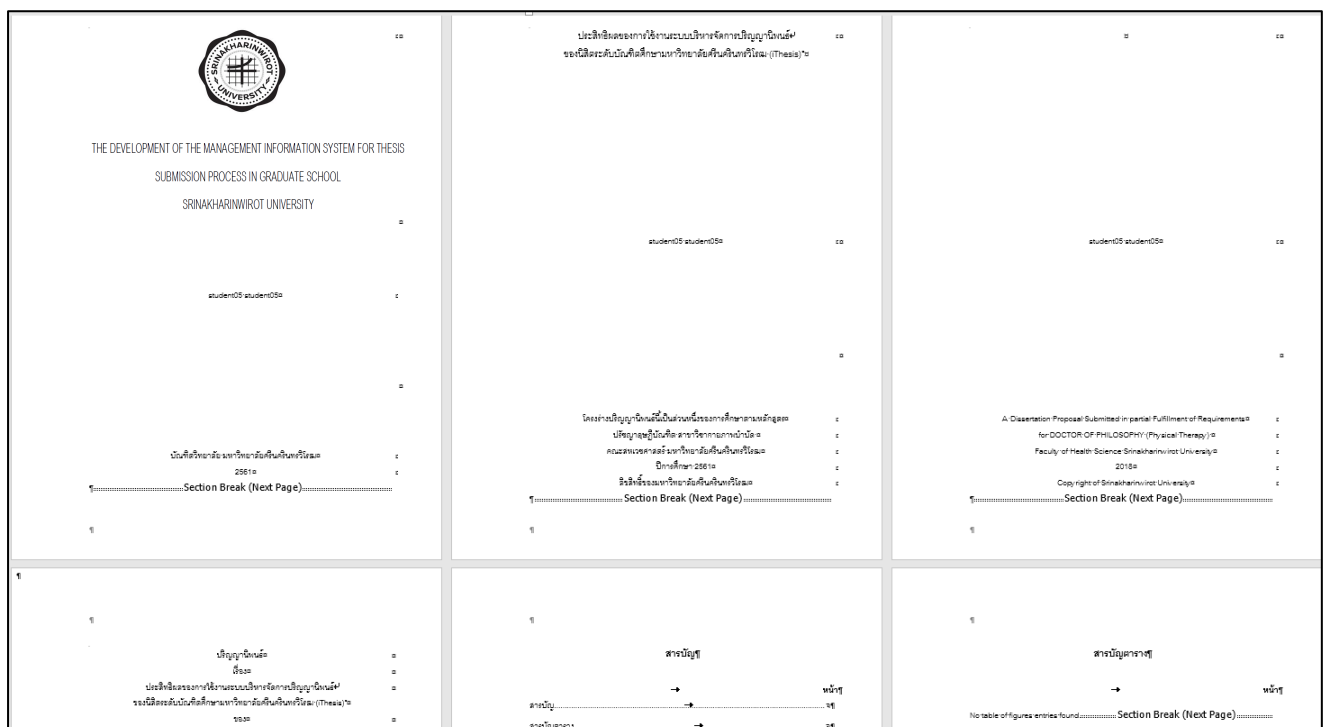 SRINAKHARINWIROT
UNIVERSITY
THE DEVELOPMENT OF THE MANAGEMENT INFORMATION SYSTEM FOR THESIS
SUBMISSION PROCESS IN GRADUATE SCHOOL
SRINAKHARINWIROT UNIVERSITY
student05 student05
บัณฑิตวิทยาลัย มหาวิทยาลัยศรีนครินทรวิโรฒ
2561
Section Break (Next Page)
ประสิทธิผลของการใช้งานระบบบริหารจัดการปริญญานิพนธ์
ของนิสิตระดับบัณฑิตศึกษามหาวิทยาลัยศรีนครินทรวิโรฒ (iThesis)"
student05 student05
โครงร่างปริญญานิพนธ์นี้เป็นส่วนหนึ่งของการศึกษาตามหลักสูตร
ปรัชญาดุษฎีบัณฑิต สาขาวิชากายภาพบำบัด
คณะสหเวชศาสตร์ มหาวิทยาลัยศรีนครินทรวิโรฒ
ปีการศึกษา 2561
ลิขสิทธิ์ของมหาวิทยาลัยศรีนครินทรวิโรฒ
Section Break (Next Page)
student05 student05
A Dissertation Proposal Submitted in partial Fulfillment of Requirements
for DOCTOR OF PHILOSOPHY (Physical Therapy)
Faculty of Health Science Srinakharinwirot University
2018
Copyright of Srinakharinwirot University
Section Break (Next Page)
ปริญญานิพนธ์
เรื่อง
ประสิทธิผลของการใช้งานระบบบริหารจัดการปริญญานิพนธ์
ของนิสิตระดับบัณฑิตศึกษามหาวิทยาลัยศรีนครินทรวิโรฒ (iThesis)"
ของ
สารบัญ
หน้า
สารบัญ จ
สารบัญตาราง
สารบัญตาราง
หน้า
No table of figures entries found. Section Break (Next Page)